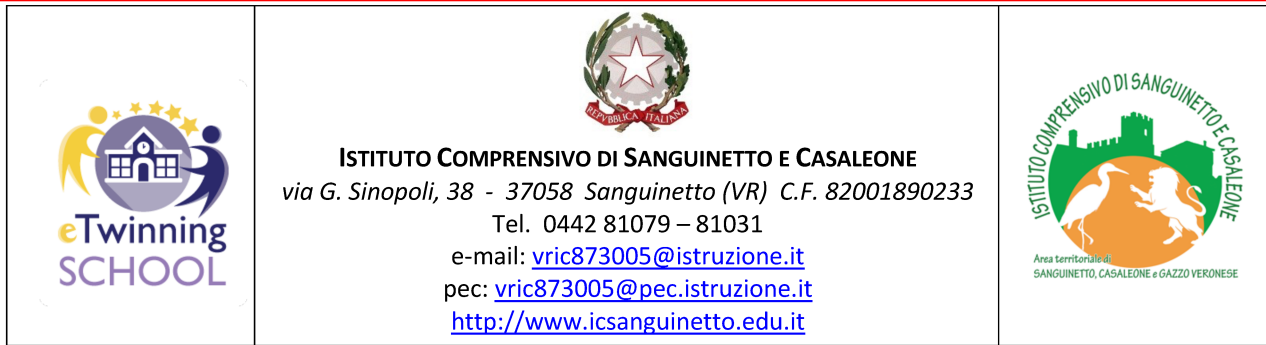 eTwinning
SCHOOL
REPVBBLICA ITALIANA
ISTITUTO COMPRENSIVO DI SANGUINETTO E CASALEONE
via G. Sinopoli, 38 - 37058 Sanguinetto (VR) C.F. 82001890233
Tel. 0442 81079 – 81031
e-mail: vric873005@istruzione.it
pec: vric873005@pec.istruzione.it
http://www.icsanguinetto.edu.it
ISTITUTO COMPRENSIVO DI SANGUINETTO E CASALEONE
Area territoriale di
SANGUINETTO, CASALEONE e GAZZO VERONESE